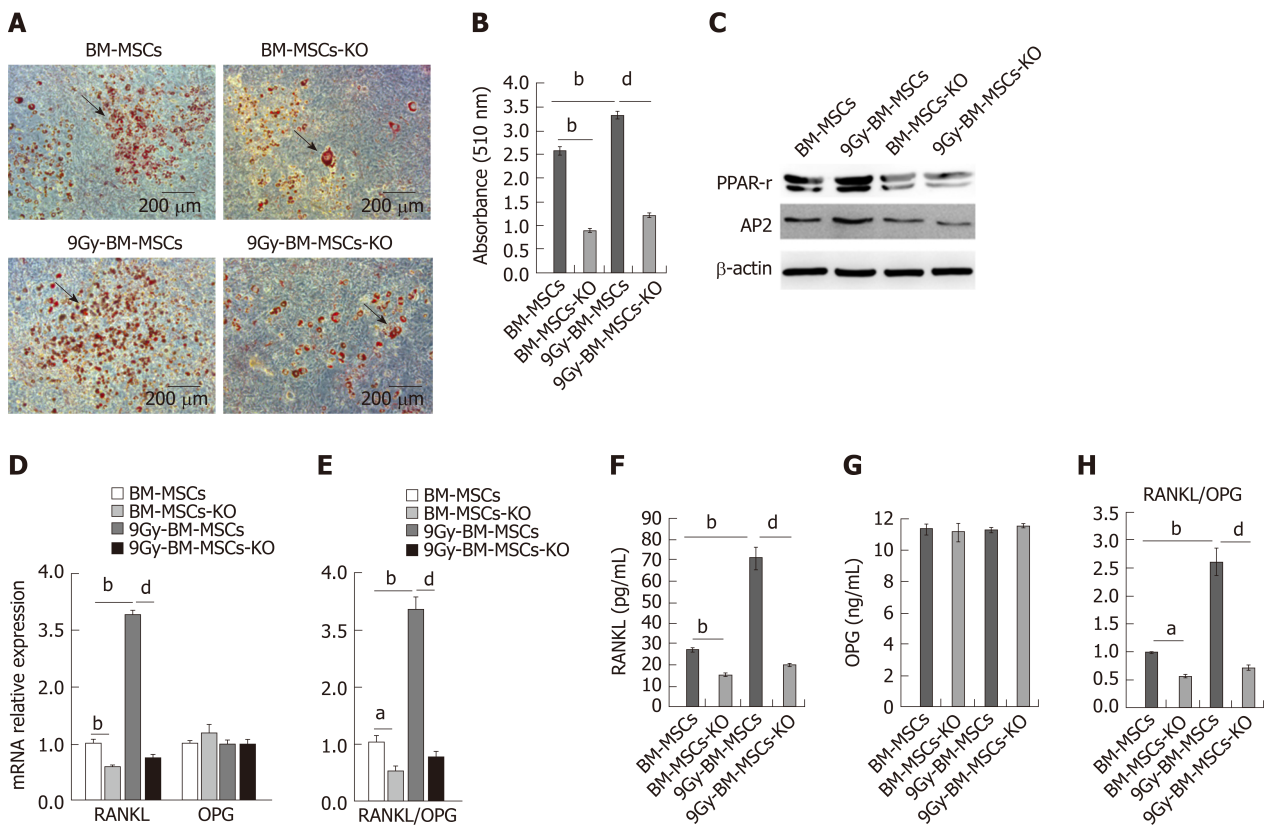 A
BM-MSCs
BM-MSCs-KO
200 μm
200 μm
9Gy-BM-MSCs
9Gy-BM-MSCs-KO
200 μm
200 μm
B
Absorbance (510 nm)
4.0
3.5
3.0
2.5
2.0
1.5
1.0
0.5
0.0
b
d
b
BM-MSCs
BM-MSCs-KO
9Gy-BM-MSCs
9Gy-BM-MSCs-KO
C
BM-MSCs
9Gy-BM-MSCs
BM-MSCs-KO
9Gy-BM-MSCs-KO
PPAR-r
AP2
β-actin
D
BM-MSCs
BM-MSCs-KO
9Gy-BM-MSCs
9Gy-BM-MSCs-KO
mRNA relative expression
4.0
3.5
2.0
1.0
0.0
b
d
b
RANKL
OPG
E
BM-MSCs
BM-MSCs-KO
9Gy-BM-MSCs
9Gy-BM-MSCs-KO
4.0
3.5
2.0
1.0
0.0
b
d
a
RANKL/OPG
F
RANKL (pg/mL)
90
80
70
60
50
40
30
20
10
0
b
d
b
BM-MSCs
BM-MSCs-KO
9Gy-BM-MSCs
9Gy-BM-MSCs-KO
G
OPG (ng/mL)
12
10
8
6
4
2
0
BM-MSCs
BM-MSCs-KO
9Gy-BM-MSCs
9Gy-BM-MSCs-KO
H
RANKL/OPG
3.5
3.0
2.5
2.0
1.5
1.0
0.5
0.0
b
d
a
BM-MSCs
BM-MSCs-KO
9Gy-BM-MSCs
9Gy-BM-MSCs-KO